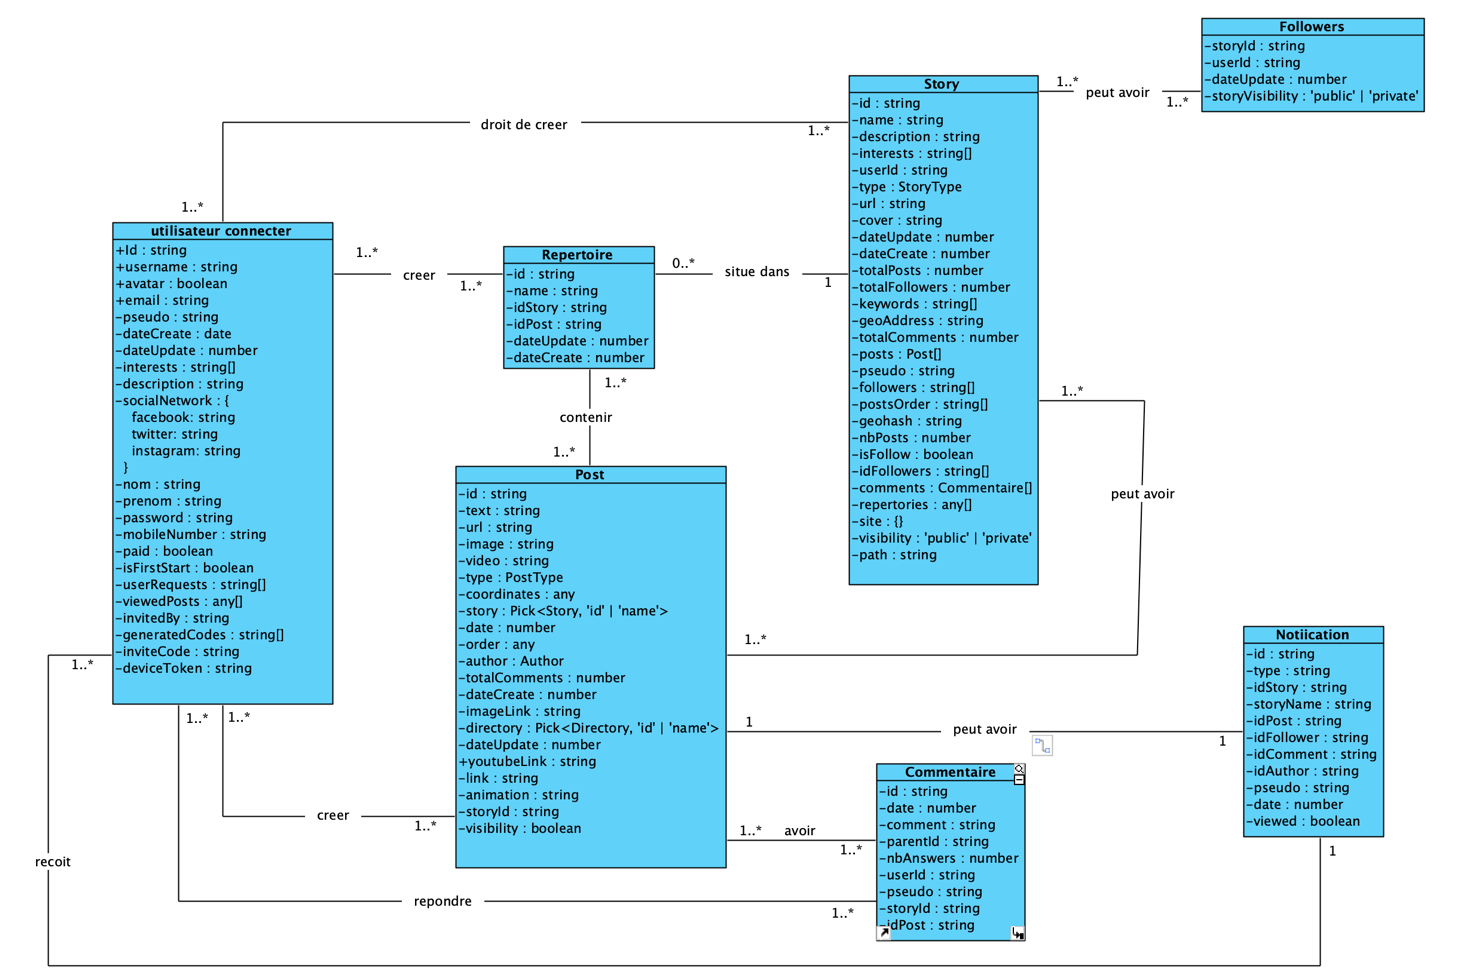 Followers
-storyId : string
-userId : string
-dateUpdate : number
-storyVisibility : 'public' | 'private'
1..*
peut avoir
1..*
Story
-id : string
-name : string
-description : string
-interests : string[]
-userId : string
-type : StoryType
-url : string
-cover : string
-dateUpdate : number
-dateCreate : number
-totalPosts : number
-totalFollowers : number
-keywords : string[]
-geoAddress : string
-totalComments : number
-posts : Post[]
-pseudo : string
-followers : string[]
-postsOrder : string[]
-geohash : string
-nbPosts : number
-isFollow : boolean
-idFollowers : string[]
-comments : Commentaire[]
-repertories : any[]
-site : {}
-visibility : 'public' | 'private'
-path : string
droit de creer
1..*
1..*
utilisateur connecter
+Id : string
+username : string
+avatar : boolean
+email : string
-pseudo : string
-dateCreate : date
-dateUpdate : number
-interests : string[]
-description : string
-socialNetwork : {
facebook: string
twitter: string
instagram: string
}
-nom : string
-prenom : string
-password : string
-mobileNumber : string
-paid : boolean
-isFirstStart : boolean
-userRequests : string[]
-viewedPosts : any[]
-invitedBy : string
-generatedCodes : string[]
-inviteCode : string
-deviceToken : string
1..*
creer
1..*
Repertoire
-id : string
-name : string
-idStory : string
-idPost : string
-dateUpdate : number
-dateCreate : number
0..*
situe dans
1
1..*
contenir
1..*
Post
-id : string
-text : string
-url : string
-image : string
-video : string
-type : PostType
-coordinates : any
-story : Pick<Story, 'id' | 'name'>
-date : number
-order : any
-author : Author
-totalComments : number
-dateCreate : number
-imageLink : string
-directory : Pick<Directory, 'id' | 'name'>
-dateUpdate : number
+youtubeLink : string
-link : string
-animation : string
-storyId : string
-visibility : boolean
1..*
peut avoir
1..*
Notiication
-id : string
-type : string
-idStory : string
-storyName : string
-idPost : string
-idFollower : string
-idComment : string
-idAuthor : string
-pseudo : string
-date : number
-viewed : boolean
1
peut avoir
1
Commentaire
-id : string
-date : number
-comment : string
-parentId : string
-nbAnswers : number
-userId : string
-pseudo : string
-storyId : string
-idPost : string
1..*
avoir
1..*
1..*
1..*
1..*
creer
1..*
recoit
1
repondre
1..*